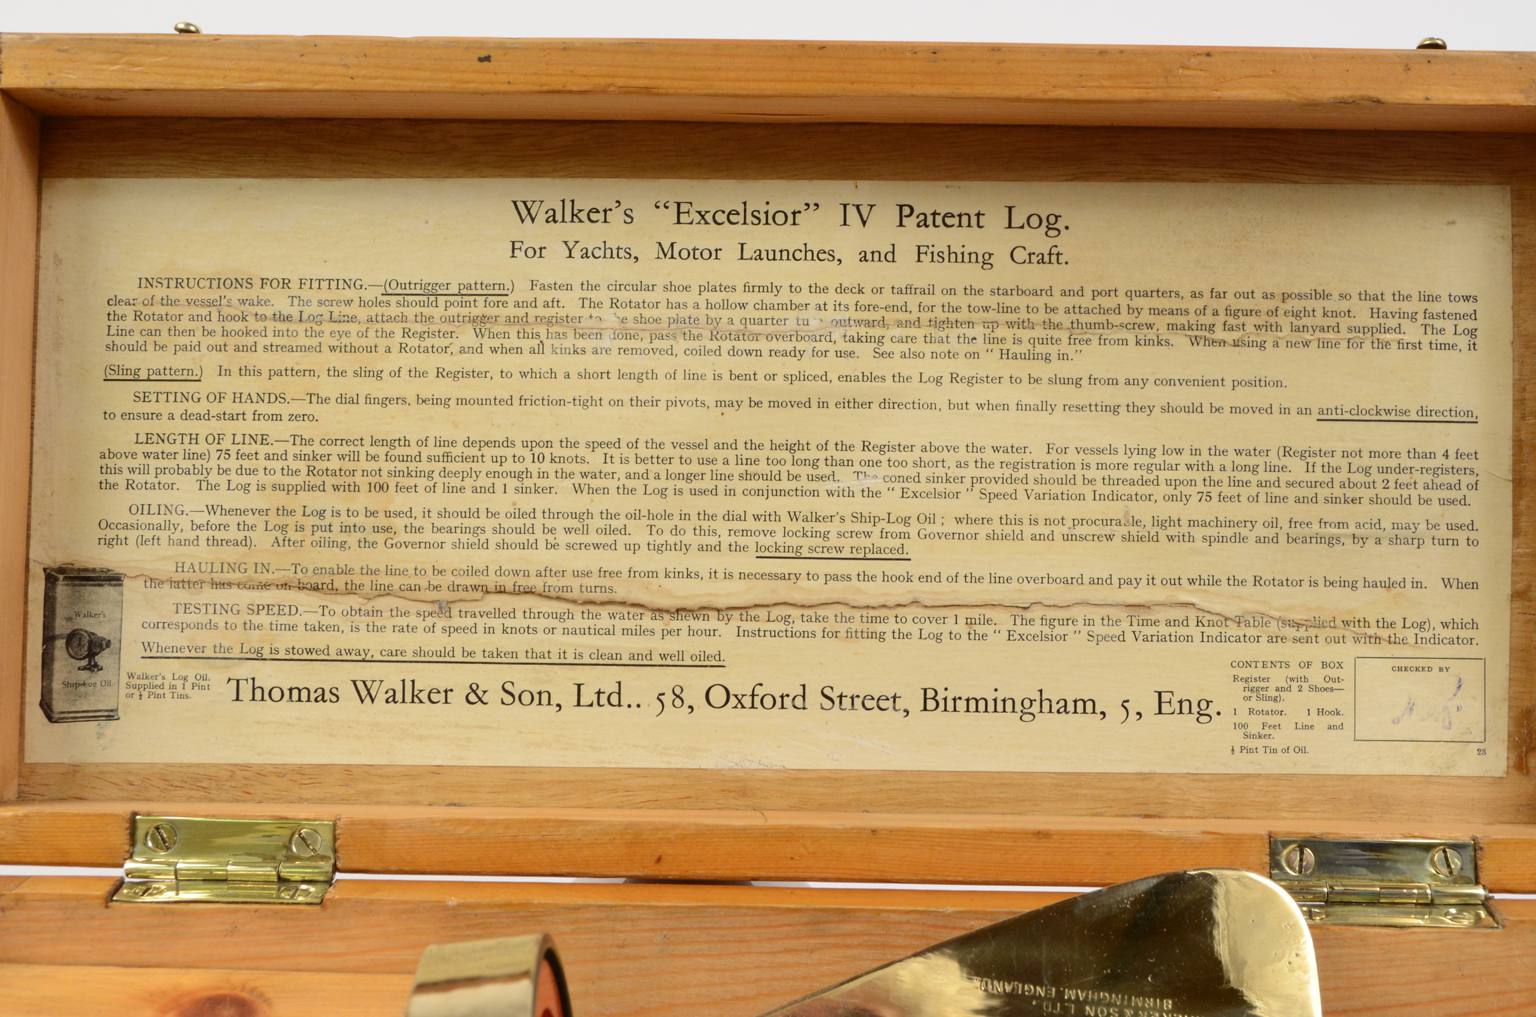 Walker's "Excelsior" IV Patent Log.
For Yachts, Motor Launches, and Fishing Craft.
INSTRUCTIONS FOR FITTING.—(Outrigger pattern.) Fasten the circular shoe plates firmly to the deck or taffrail on the starboard and port quarters, as far out as possible so that the line tows
clear of the vessel's wake. The screw holes should point fore and aft. The Rotator has a hollow chamber at its fore-end, for the tow-line to be attached by means of a figure of eight knot. Having fastened
the Rotator and hook to the Log Line, attach the outrigger and register shoe plate by a quarter outward, and tighten up with the thumb-screw, making fast with lanyard supplied. The Log
Line can then be hooked into the eye of the Register. When this has been done, pass the Rotator overboard, taking care that the line is quite free from kinks. When using a new line for the first time, it
should be paid out and streamed without a Rotator, and when all kinks are removed, coiled down ready for use. See also note on "Hauling in."
(Sling pattern.) In this pattern, the sling of the Register, to which a short length of line is bent or spliced, enables the Log Register to be slung from any convenient position.
SETTING OF HANDS.—The dial fingers, being mounted friction-tight on their pivots, may be moved in either direction, but when finally resetting they should be moved in an anti-clockwise direction,
to ensure a dead-start from zero.
LENGTH OF LINE.—The correct length of line depends upon the speed of the vessel and the height of the Register above the water. For vessels lying low in the water (Register not more than 4 feet
above water line) 75 feet and sinker will be found sufficient up to 10 knots. It is better to use a line too long than one too short, as the registration is more regular with a long line. If the Log under-registers,
this will probably be due to the Rotator not sinking deeply enough in the water, and a longer line should be used. The coned sinker provided should be threaded upon the line and secured about 2 feet ahead of
the Rotator. The Log is supplied with 100 feet of line and 1 sinker. When the Log is used in conjunction with the "Excelsior" Speed Variation Indicator, only 75 feet of line and sinker should be used.
OILING.—Whenever the Log is to be used, it should be oiled through the oil-hole in the dial with Walker's Ship-Log Oil; where this is not procurable, light machinery oil, free from acid, may be used.
Occasionally, before the Log is put into use, the bearings should be well oiled. To do this, remove locking screw from Governor shield and unscrew shield with spindle and bearings, by a sharp turn to
right (left hand thread). After oiling, the Governor shield should be screwed up tightly and the locking screw replaced.
HAULING IN.—To enable the line to be coiled down after use free from kinks, it is necessary to pass the hook end of the line overboard and pay it out while the Rotator is being hauled in. When
the latter has come on board, the line can be drawn in free from turns.
TESTING SPEED.—To obtain the speed travelled through the water as shewn by the Log, take the time to cover 1 mile. The figure in the Time and Knot Table (supplied with the Log), which
corresponds to the time taken, is the rate of speed in knots or nautical miles per hour. Instructions for fitting the Log to the "Excelsior" Speed Variation Indicator are sent out with the Indicator.
Whenever the Log is stowed away, care should be taken that it is clean and well oiled.
Walker's
Ship-Log Oil
Walker's Log Oil.
Supplied in 1 Pint
or ½ Pint Tins.
Thomas Walker & Son, Ltd.. 58, Oxford Street, Birmingham, 5, Eng.
CONTENTS OF BOX
Register (with Out-
rigger and 2 Shoes—
or Sling).
1 Rotator. 1 Hook.
100 Feet Line and
Sinker.
½ Pint Tin of Oil.
CHECKED BY
23
& SON LTD.
BIRMINGHAM, ENGLAND.